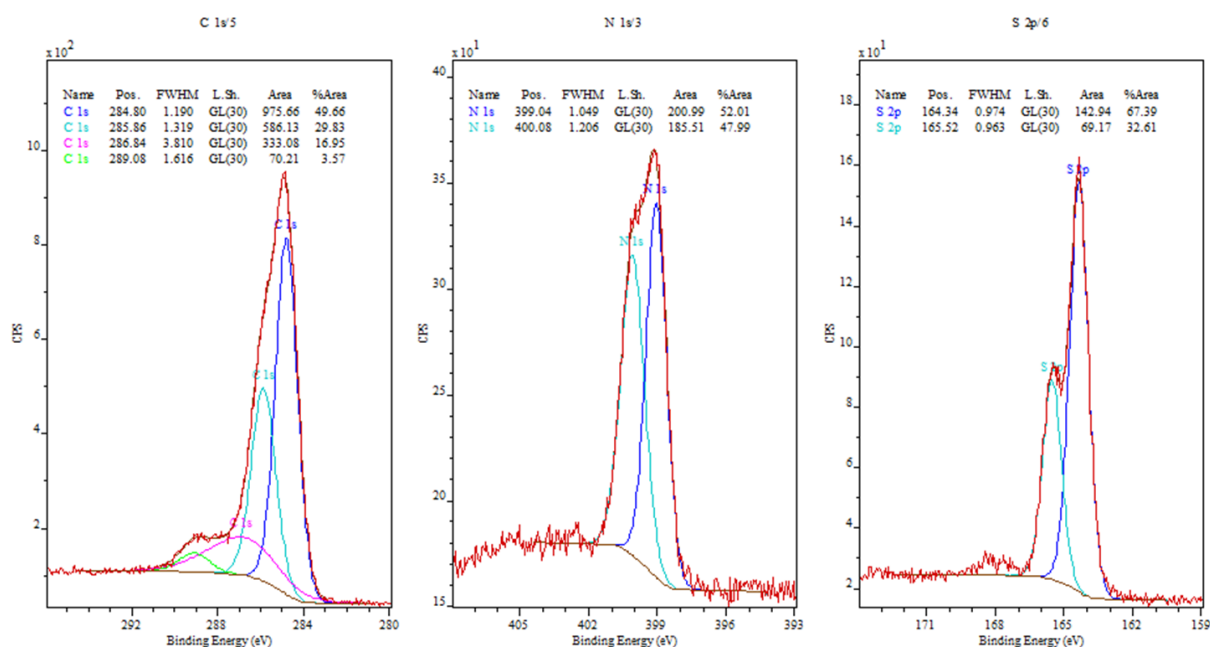 C 1s/5
x 10^2
Name Pos. FWHM L.Sh. Area %Area
C 1s 284.80 1.190 GL(30) 975.66 49.66
C 1s 285.86 1.319 GL(30) 586.13 29.83
C 1s 286.84 3.810 GL(30) 333.08 16.95
C 1s 289.08 1.616 GL(30) 70.21 3.57
10
8
6
4
2
CPS
C 1s
C 1s
C 1s
292 288 284 280
Binding Energy (eV)
N 1s/3
x 10^1
40
35
30
25
20
15
Name Pos. FWHM L.Sh. Area %Area
N 1s 399.04 1.049 GL(30) 200.99 52.01
N 1s 400.08 1.206 GL(30) 185.51 47.99
N 1s
N 1s
CPS
405 402 399 396 393
Binding Energy (eV)
S 2p/6
x 10^1
18
16
14
12
10
8
6
4
2
Name Pos. FWHM L.Sh. Area %Area
S 2p 164.34 0.974 GL(30) 142.94 67.39
S 2p 165.52 0.963 GL(30) 69.17 32.61
S 2p
S 2p
CPS
171 168 165 162 159
Binding Energy (eV)